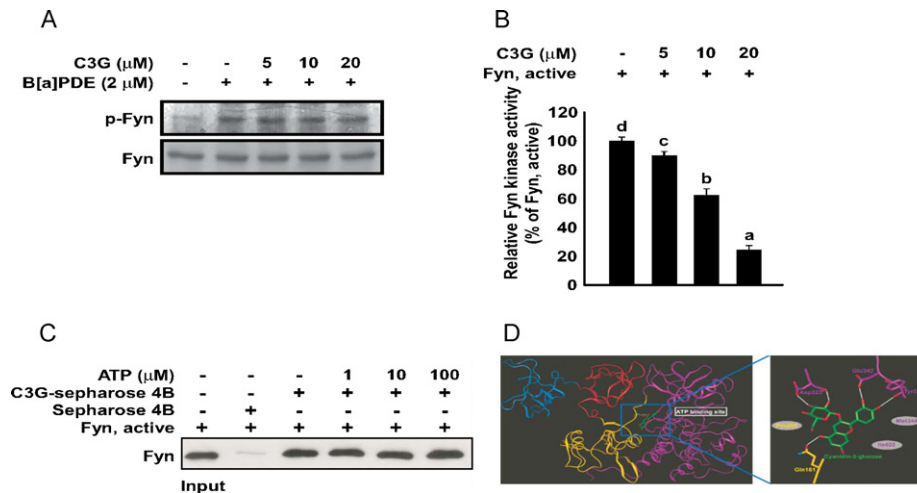 A
C3G (μM) - - 5 10 20
B[a]PDE (2 μM) - + + + +
p-Fyn
Fyn
B
C3G (μM) - 5 10 20
Fyn, active + + + +
Relative Fyn kinase activity
(% of Fyn, active)
120
100
80
60
40
20
0
d
c
b
a
C
ATP (μM) - - - 1 10 100
C3G-sepharose 4B - - + + + +
Sepharose 4B - + - - - -
Fyn, active + + + + + +
Fyn
Input
D
ATP binding site
Gln161